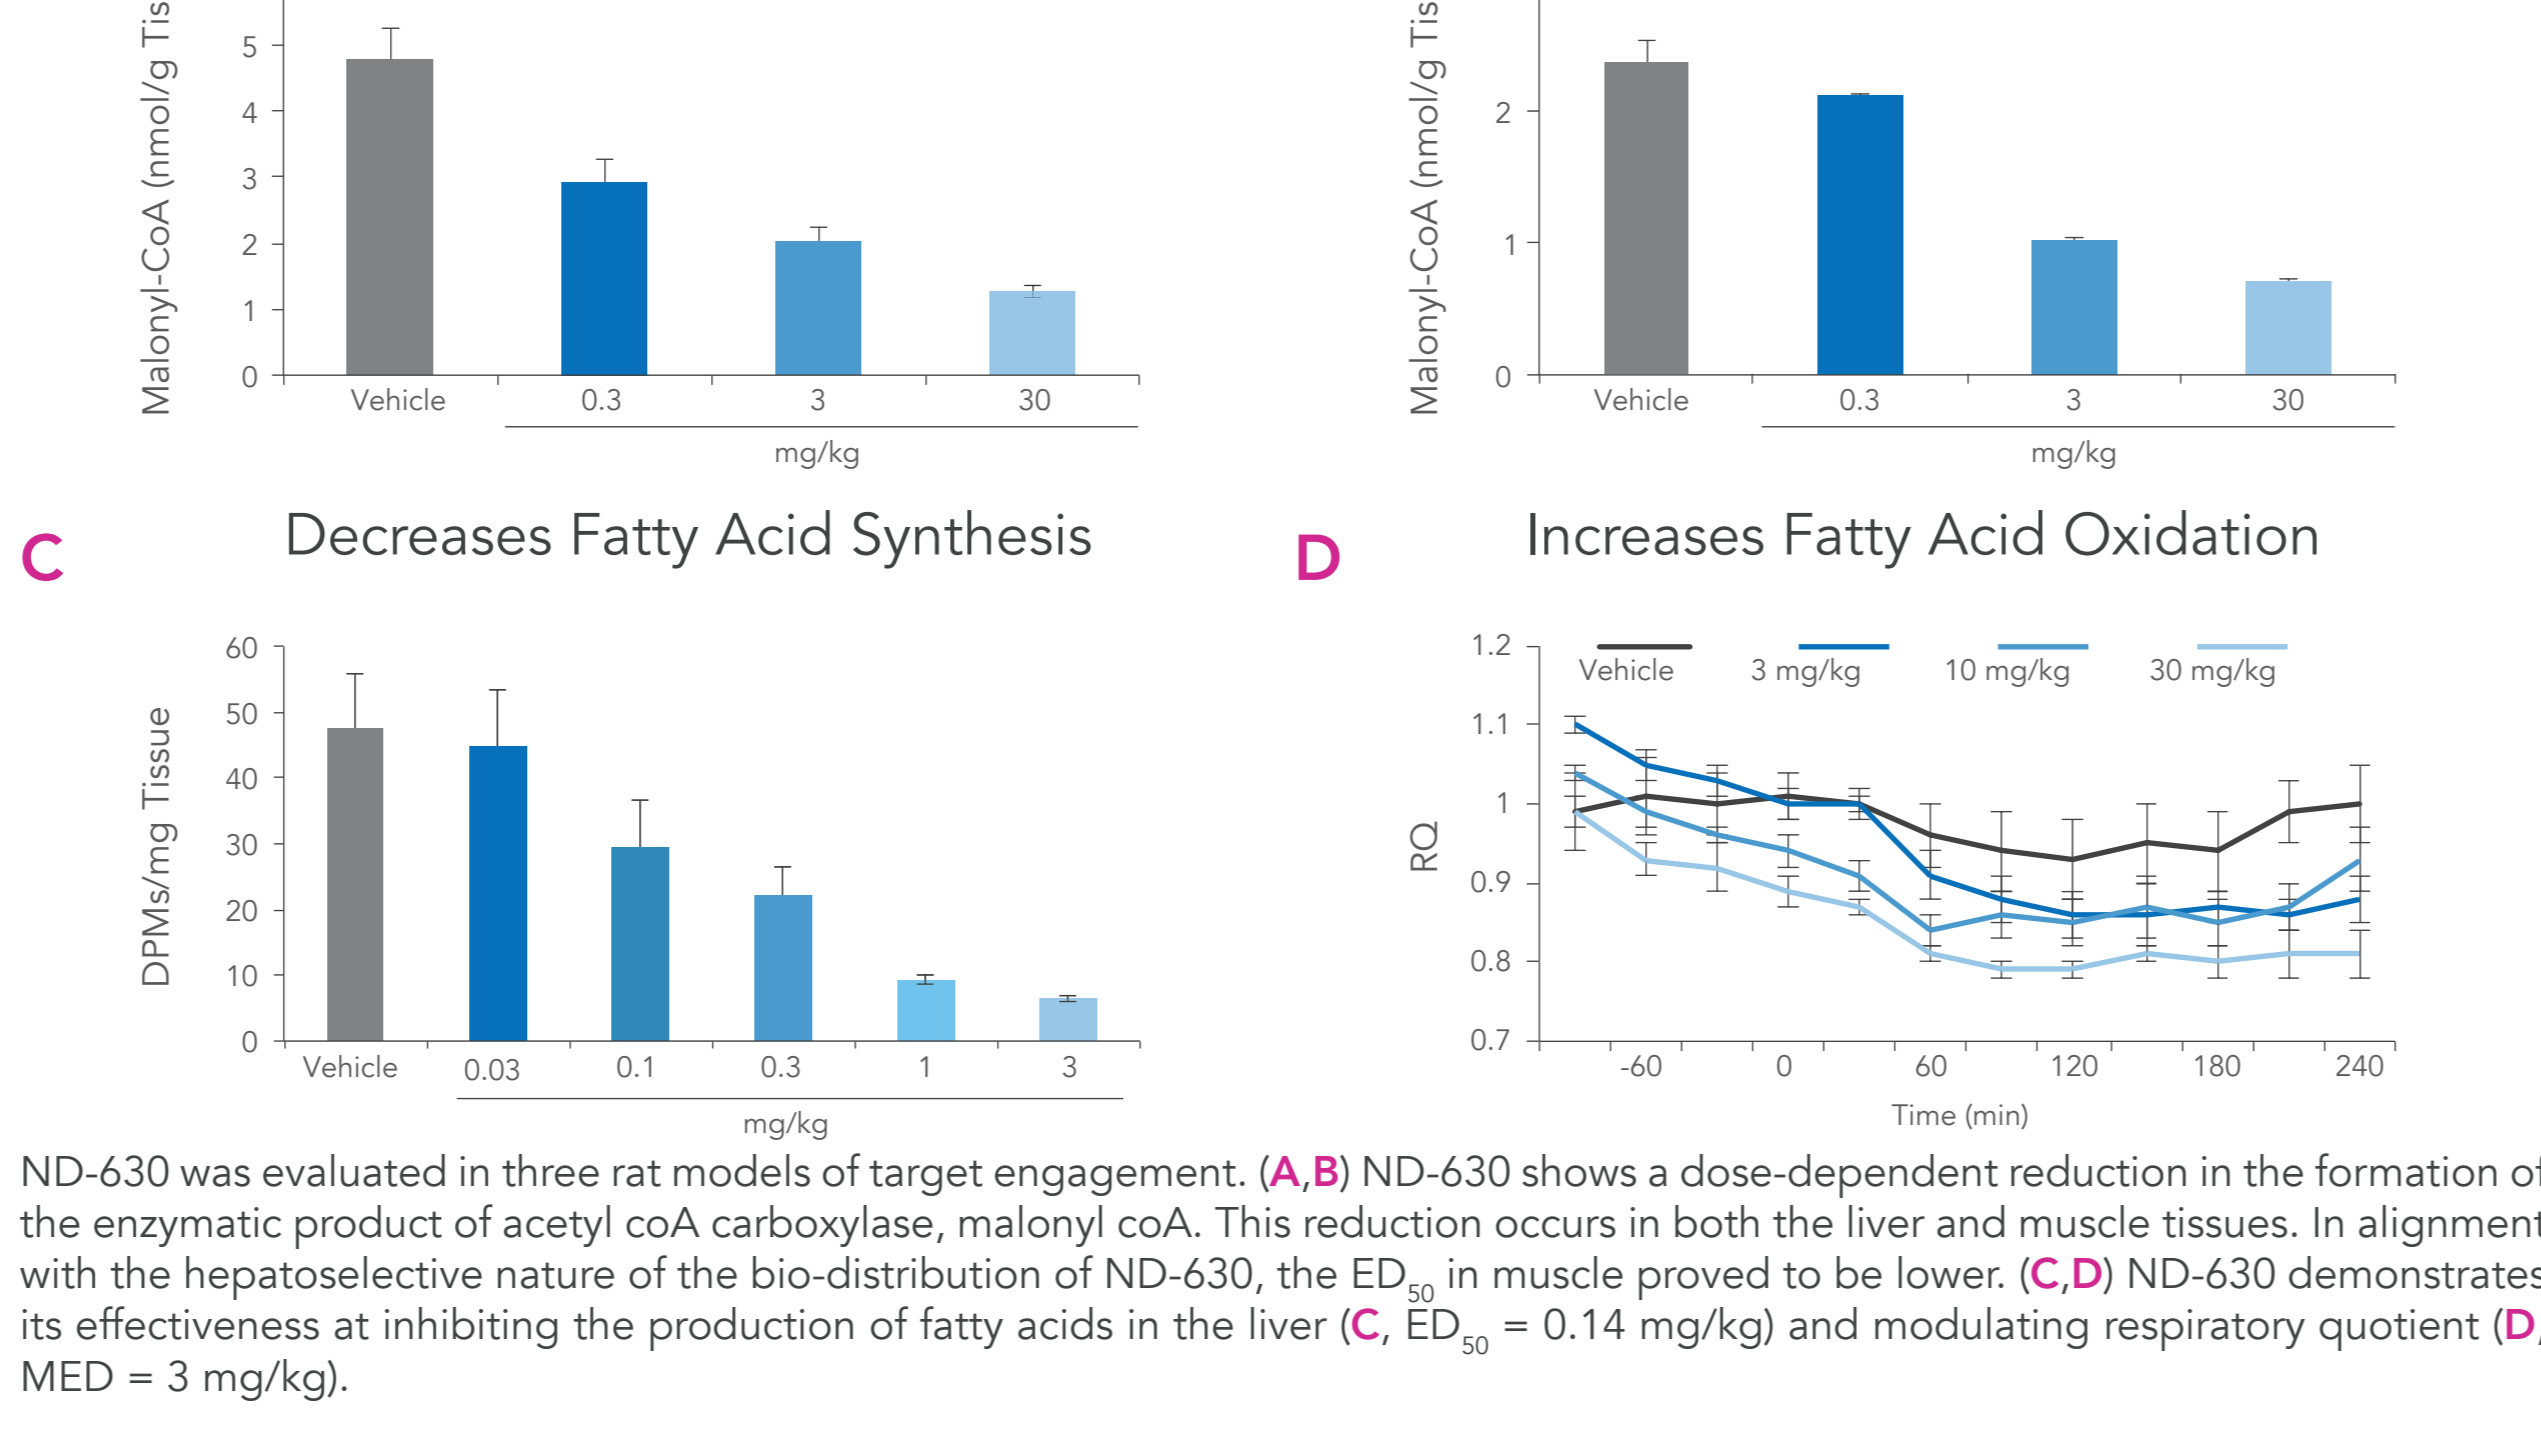 Malonyl-CoA (nmol/g Tis
5
4
3
2
1
0
Vehicle 0.3 3 30
mg/kg
Malonyl-CoA (nmol/g Tis
2
1
0
Vehicle 0.3 3 30
mg/kg
C Decreases Fatty Acid Synthesis
DPMs/mg Tissue
60
50
40
30
20
10
0
Vehicle 0.03 0.1 0.3 1 3
mg/kg
D Increases Fatty Acid Oxidation
RQ
1.2
1.1
1
0.9
0.8
0.7
Vehicle 3 mg/kg 10 mg/kg 30 mg/kg
-60 0 60 120 180 240
Time (min)
ND-630 was evaluated in three rat models of target engagement. (A,B) ND-630 shows a dose-dependent reduction in the formation of
the enzymatic product of acetyl coA carboxylase, malonyl coA. This reduction occurs in both the liver and muscle tissues. In alignment
with the hepatoselective nature of the bio-distribution of ND-630, the ED50 in muscle proved to be lower. (C,D) ND-630 demonstrates
its effectiveness at inhibiting the production of fatty acids in the liver (C, ED50 = 0.14 mg/kg) and modulating respiratory quotient (D,
MED = 3 mg/kg).